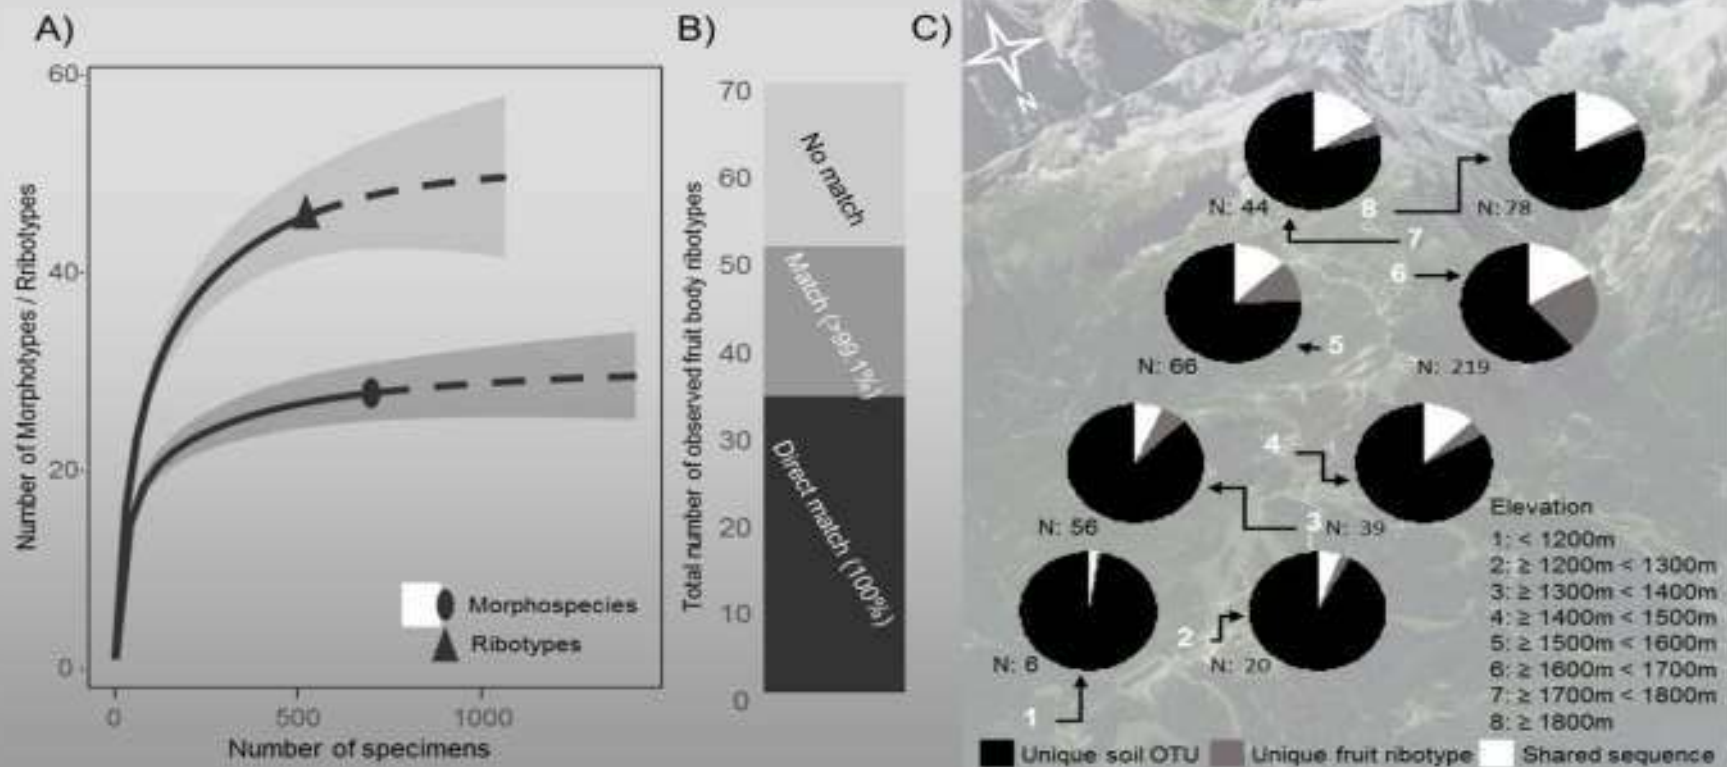 A)
60
40
20
0
0
500
1000
Number of Morphotypes / Rribotypes
Number of specimens
Morphospecies
Ribotypes
B)
70
60
50
40
30
20
10
0
Total number of observed fruit body ribotypes
No match
Match (>99.1%)
Direct match (100%)
C)
N
N: 44
8
N: 78
7
6
N: 66
5
N: 219
4
N: 56
3
N: 39
N: 6
2
N: 20
1
Elevation
1: < 1200m
2: ≥ 1200m < 1300m
3: ≥ 1300m < 1400m
4: ≥ 1400m < 1500m
5: ≥ 1500m < 1600m
6: ≥ 1600m < 1700m
7: ≥ 1700m < 1800m
8: ≥ 1800m
Unique soil OTU
Unique fruit ribotype
Shared sequence